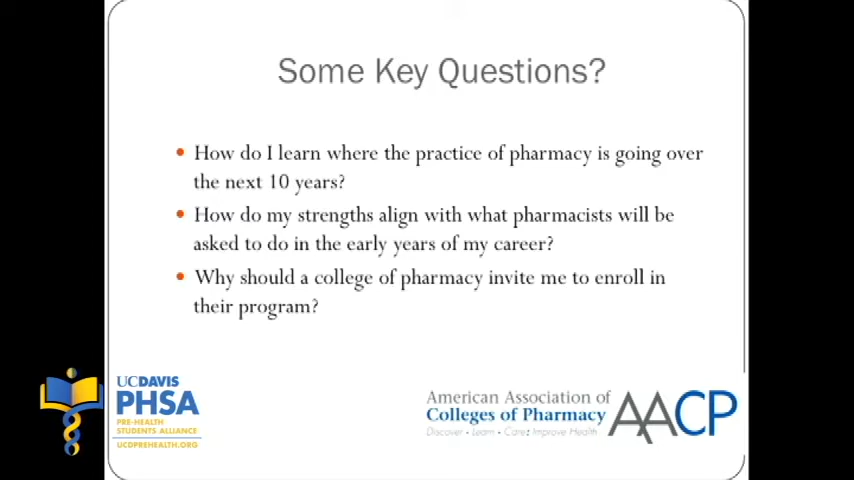 Some Key Questions?
• How do I learn where the practice of pharmacy is going over
the next 10 years?
• How do my strengths align with what pharmacists will be
asked to do in the early years of my career?
• Why should a college of pharmacy invite me to enroll in
their program?
UCDAVIS
PHSA
PRE-HEALTH
STUDENTS ALLIANCE
UCDPREHEALTH.ORG
American Association of
Colleges of Pharmacy
Discover • Learn • Care: Improve Health
AACP